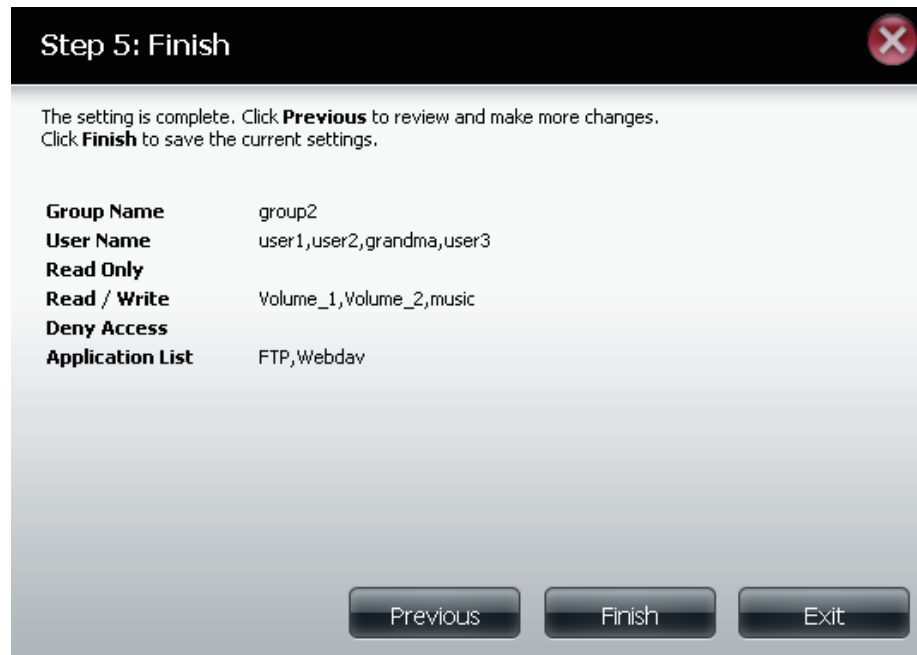 Step 5: Finish
The setting is complete. Click Previous to review and make more changes.
Click Finish to save the current settings.
Group Name group2
User Name user1,user2,grandma,user3
Read Only
Read / Write Volume_1,Volume_2,music
Deny Access
Application List FTP,Webdav
Previous Finish Exit